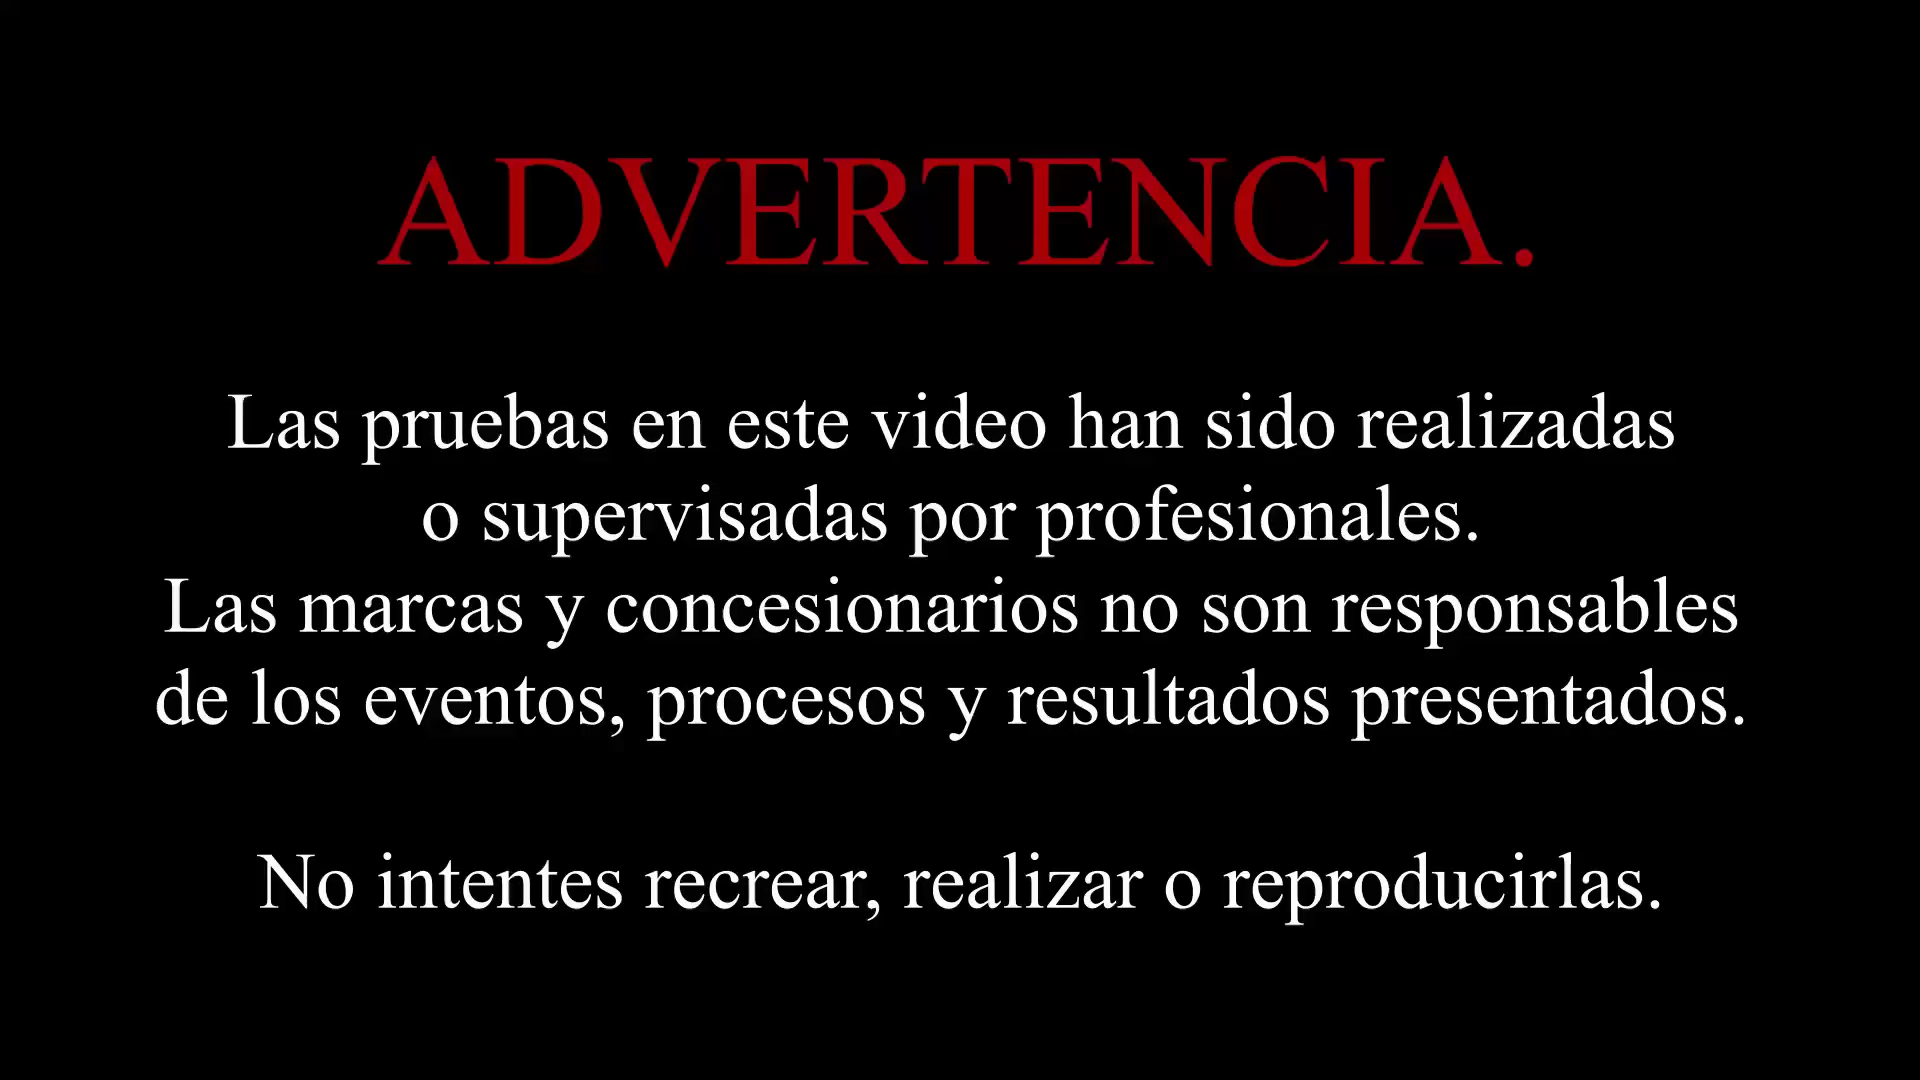 ADVERTENCIA.
Las pruebas en este video han sido realizadas
o supervisadas por profesionales.
Las marcas y concesionarios no son responsables
de los eventos, procesos y resultados presentados.
No intentes recrear, realizar o reproducirlas.